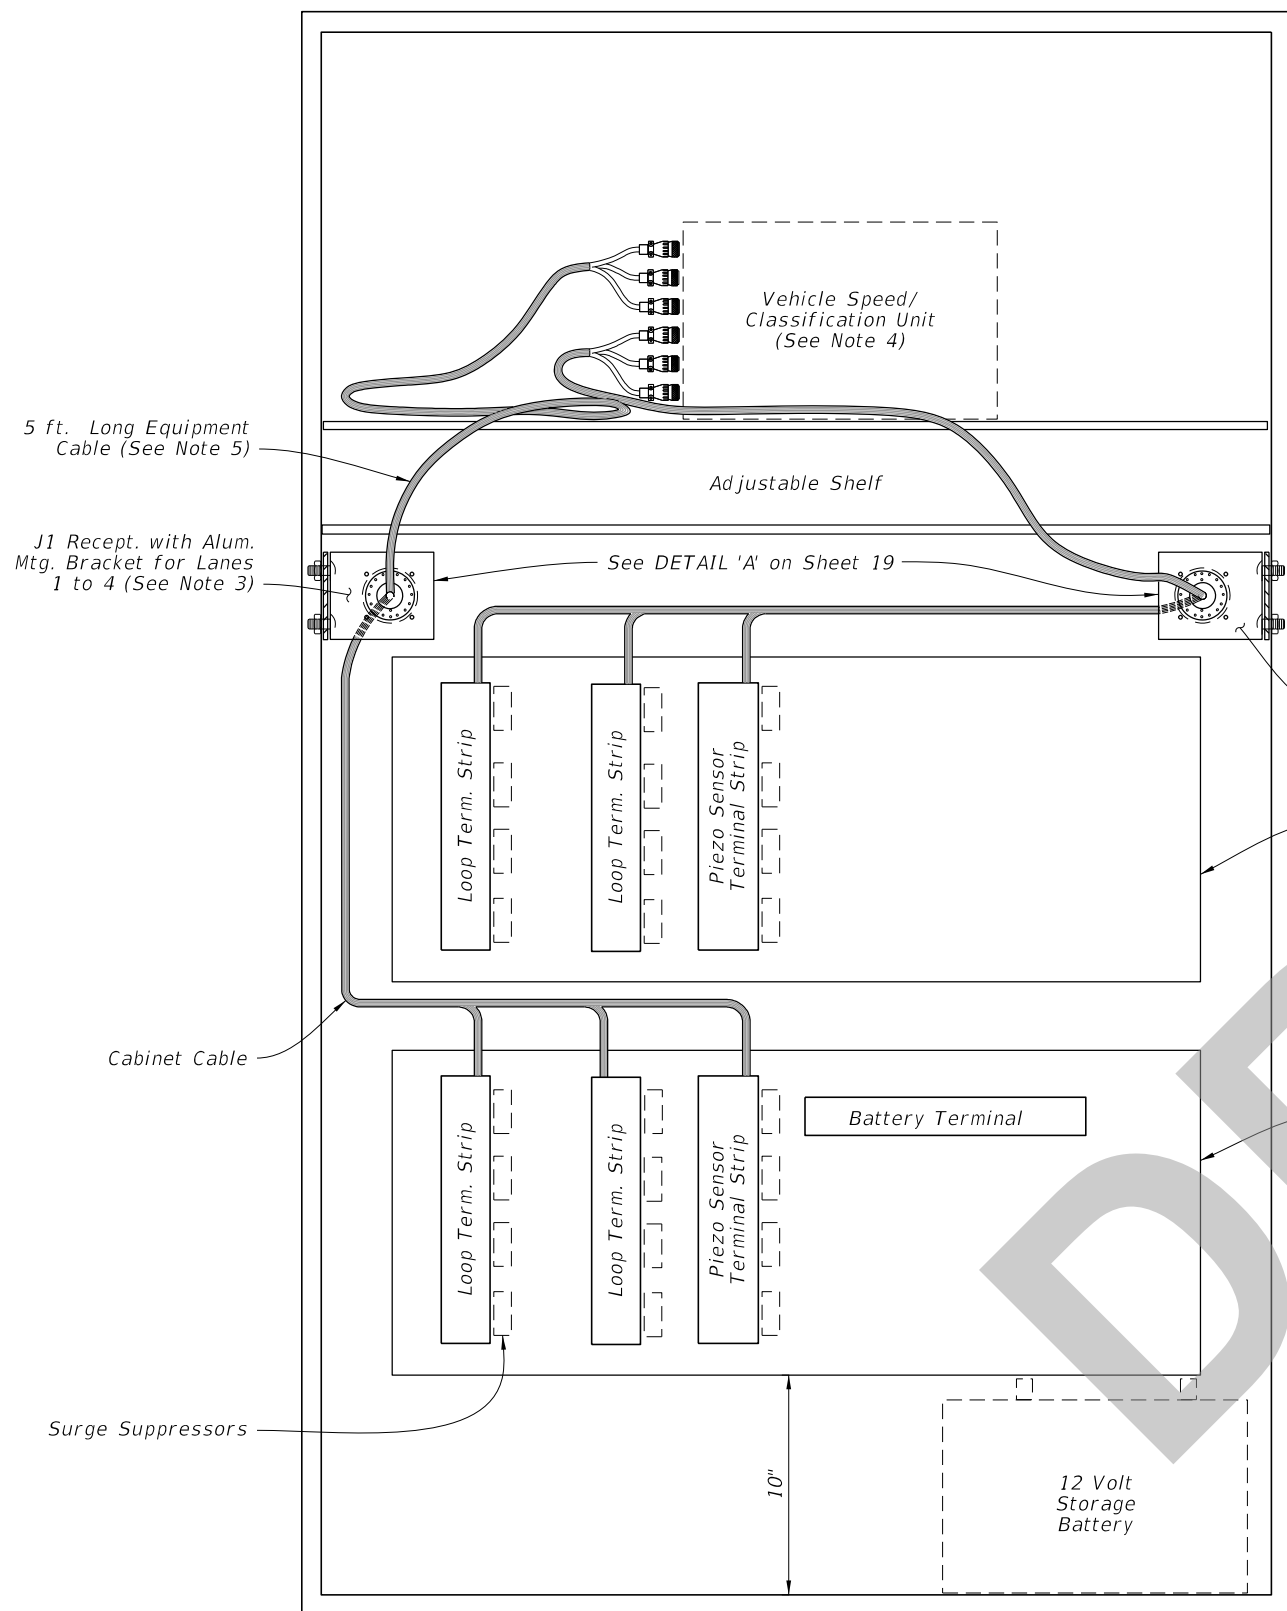 Vehicle Speed/
Classification Unit
(See Note 4)
5 ft. Long Equipment
Cable (See Note 5)
Adjustable Shelf
J1 Recept. with Alum.
Mtg. Bracket for Lanes
1 to 4 (See Note 3)
See DETAIL 'A' on Sheet 19
Loop Term. Strip
Loop Term. Strip
Piezo Sensor
Terminal Strip
Cabinet Cable
Battery Terminal
Loop Term. Strip
Loop Term. Strip
Piezo Sensor
Terminal Strip
Surge Suppressors
10"
12 Volt
Storage
Battery